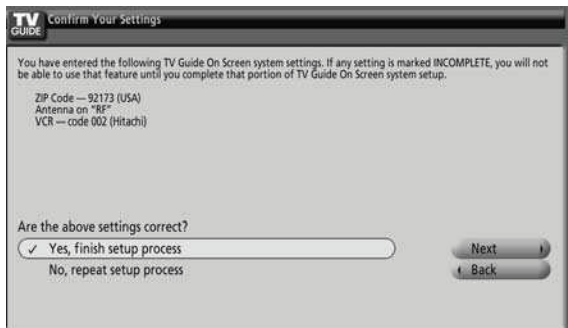 TV GUIDE
Confirm Your Settings
You have entered the following TV Guide On Screen system settings. If any setting is marked INCOMPLETE, you will not
be able to use that feature until you complete that portion of TV Guide On Screen system setup.
ZIP Code — 92173 (USA)
Antenna on "RF"
VCR — code 002 (Hitachi)
Are the above settings correct?
✓ Yes, finish setup process
Next
No, repeat setup process
Back